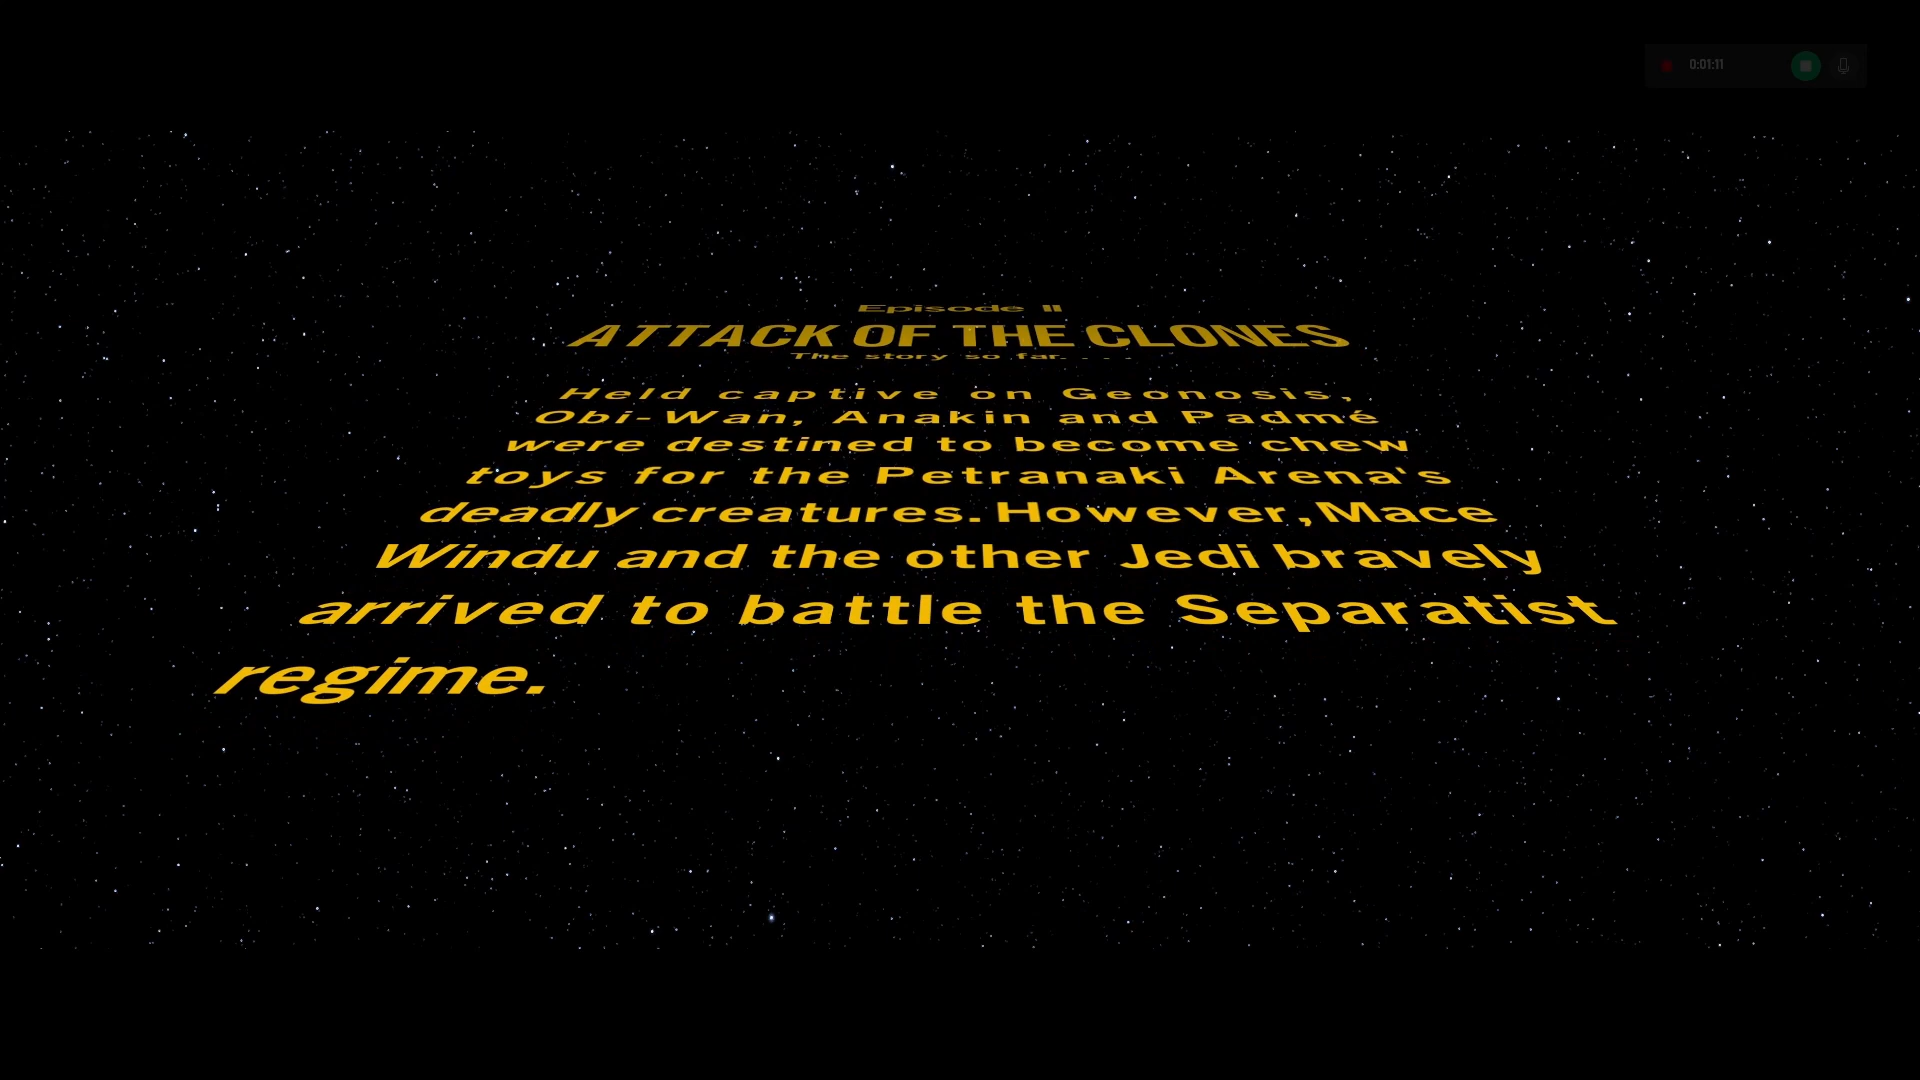 0:01:11
Episode II
ATTACK OF THE CLONES
The story so far. . . .
Held captive on Geonosis,
Obi-Wan, Anakin and Padmé
were destined to become chew
toys for the Petranaki Arena's
deadly creatures. However, Mace
Windu and the other Jedi bravely
arrived to battle the Separatist
regime.